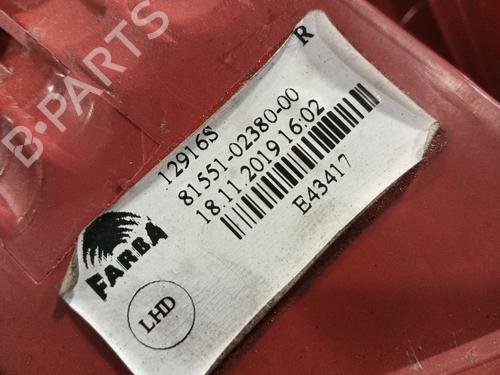 B-PARTS
R
12916S
81551-02380-00
18.11.2019 16:02
E43417
FARBA
LHD